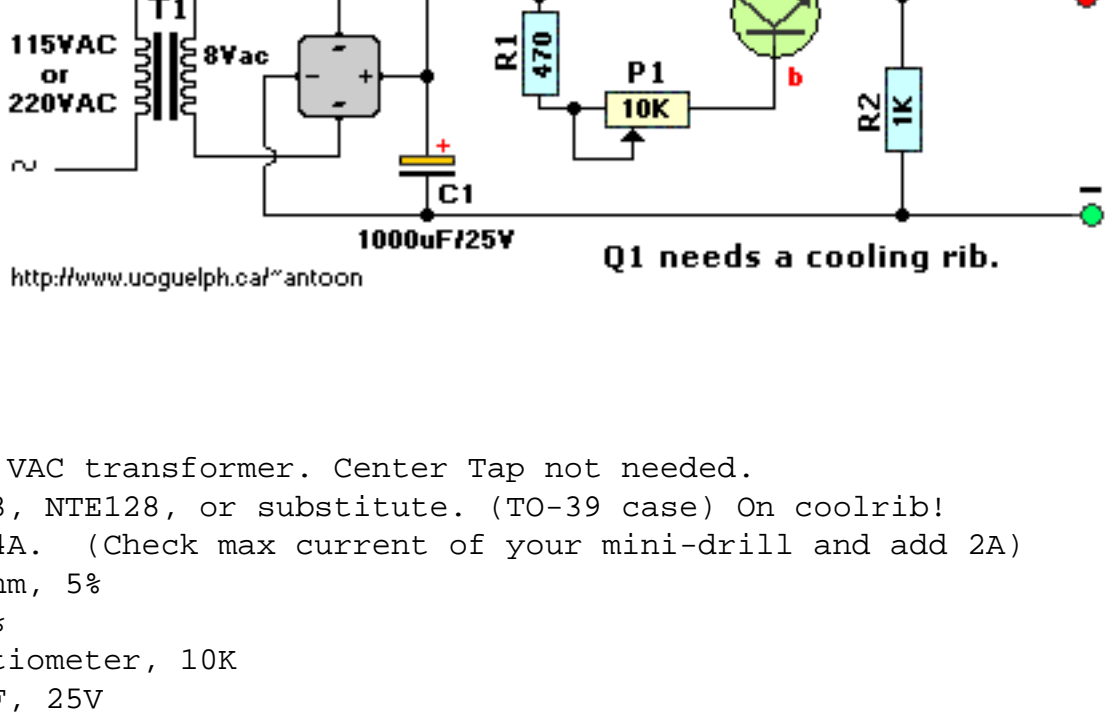 T1
115VAC
or
220VAC
8Vac
~
-
+
R1
470
P1
10K
b
R2
1K
+
C1
-
1000uF/25V
Q1 needs a cooling rib.
http://www.uoguelph.ca/~antoon
VAC transformer. Center Tap not needed.
NTE128, or substitute. (TO-39 case) On coolrib!
(Check max current of your mini-drill and add 2A)
5%
10K
25V